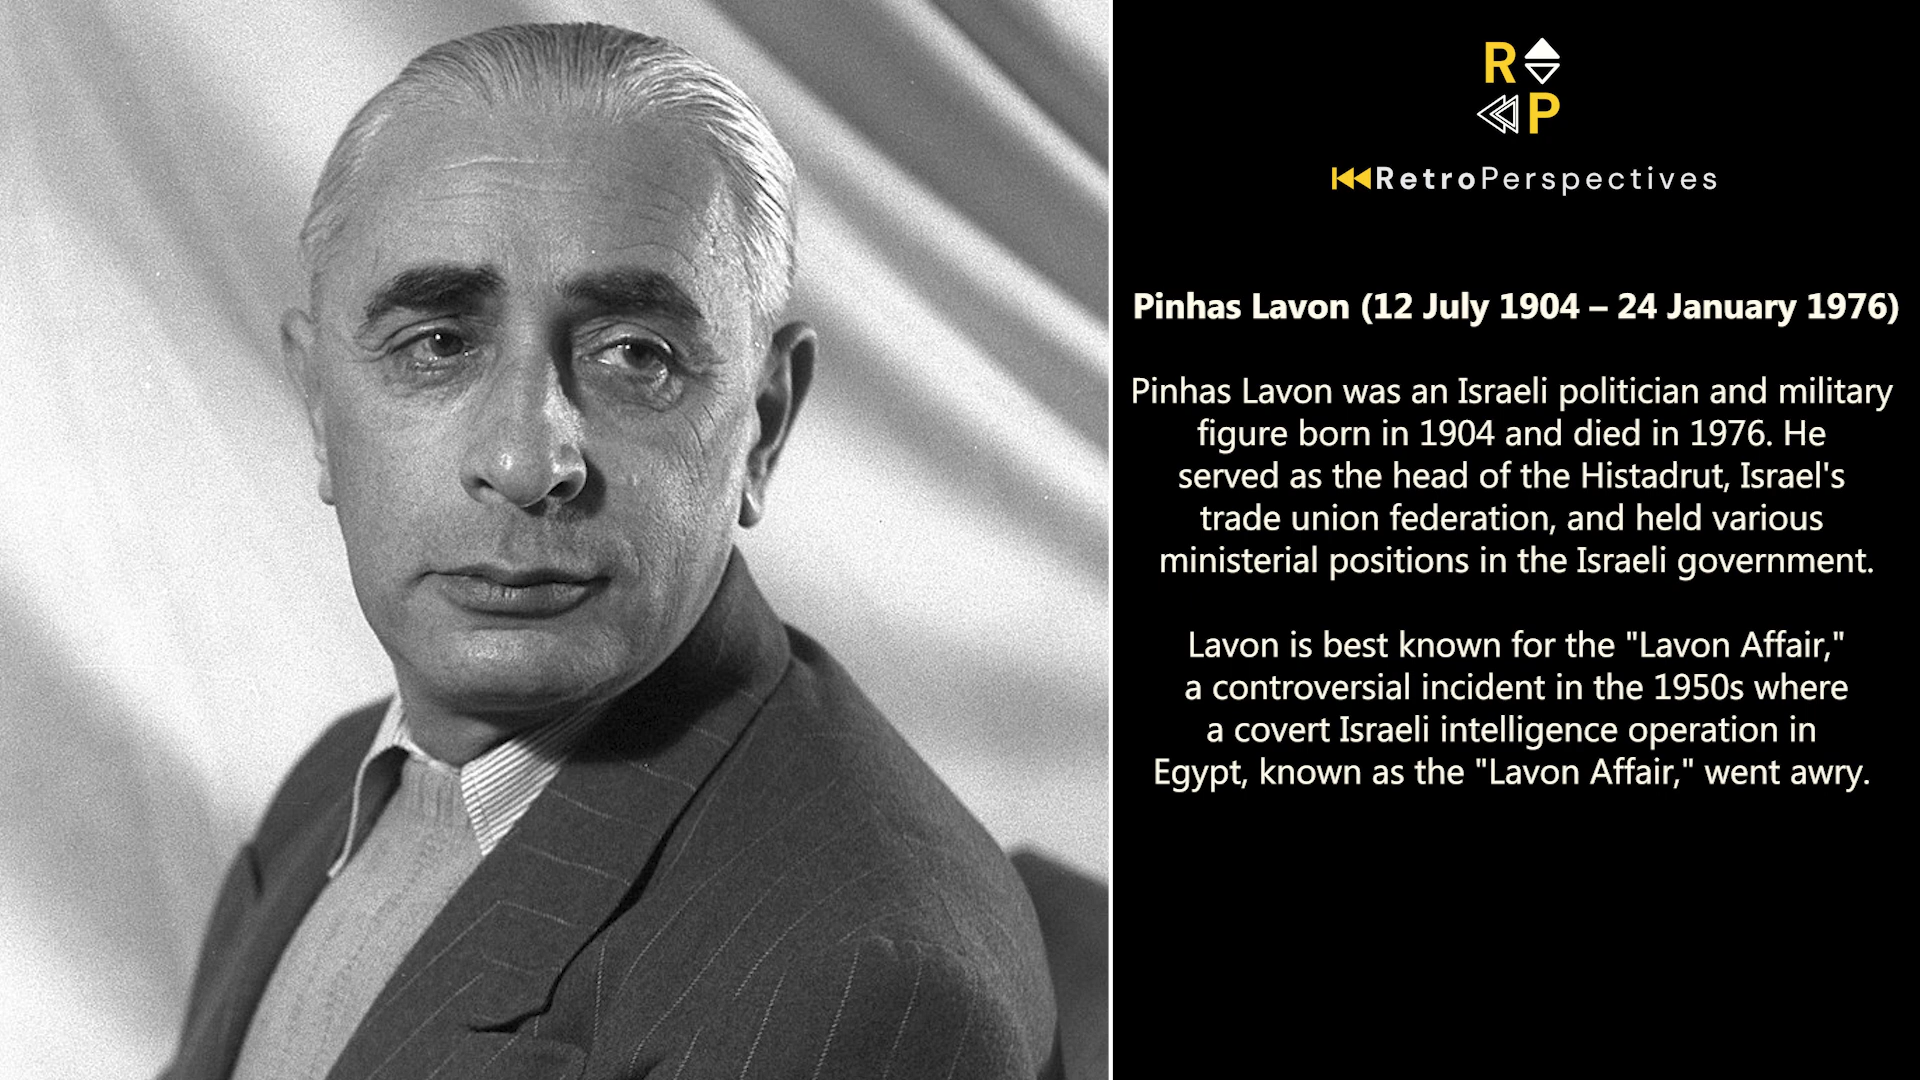 R
P
RetroPerspectives
Pinhas Lavon (12 July 1904 – 24 January 1976)
Pinhas Lavon was an Israeli politician and military
figure born in 1904 and died in 1976. He
served as the head of the Histadrut, Israel's
trade union federation, and held various
ministerial positions in the Israeli government.
Lavon is best known for the "Lavon Affair,"
a controversial incident in the 1950s where
a covert Israeli intelligence operation in
Egypt, known as the "Lavon Affair," went awry.